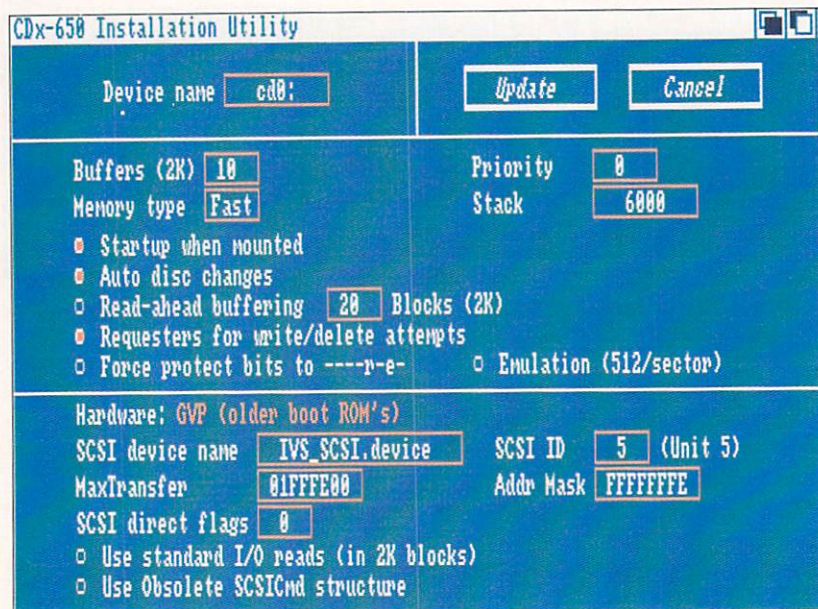 CDx-650 Installation Utility
Device name cd0: Update Cancel
Buffers (2K) 10 Priority 0
Memory type Fast Stack 6000
Startup when mounted
Auto disc changes
Read-ahead buffering 20 Blocks (2K)
Requesters for write/delete attempts
Force protect bits to ----r-e- Emulation (512/sector)
Hardware: GVP (older boot ROM's)
SCSI device name IVS_SCSI.device SCSI ID 5 (Unit 5)
MaxTransfer 01FFFE00 Addr Mask FFFFFFFE
SCSI direct flags 0
Use standard I/O reads (in 2K blocks)
Use Obsolete SCSICmd structure